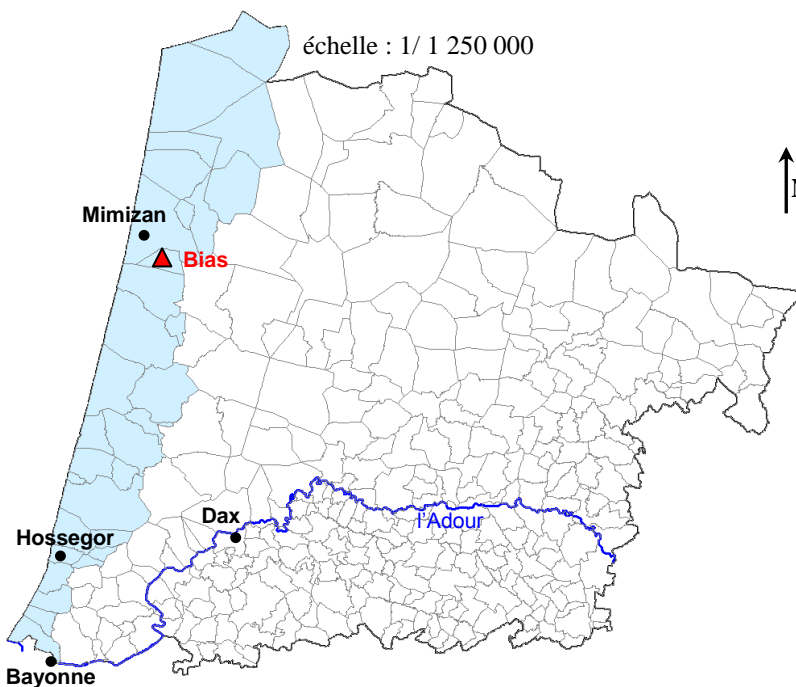 échelle : 1/ 1 250 000
N
Mimizan
Bias
Dax
l'Adour
Hossegor
Bayonne